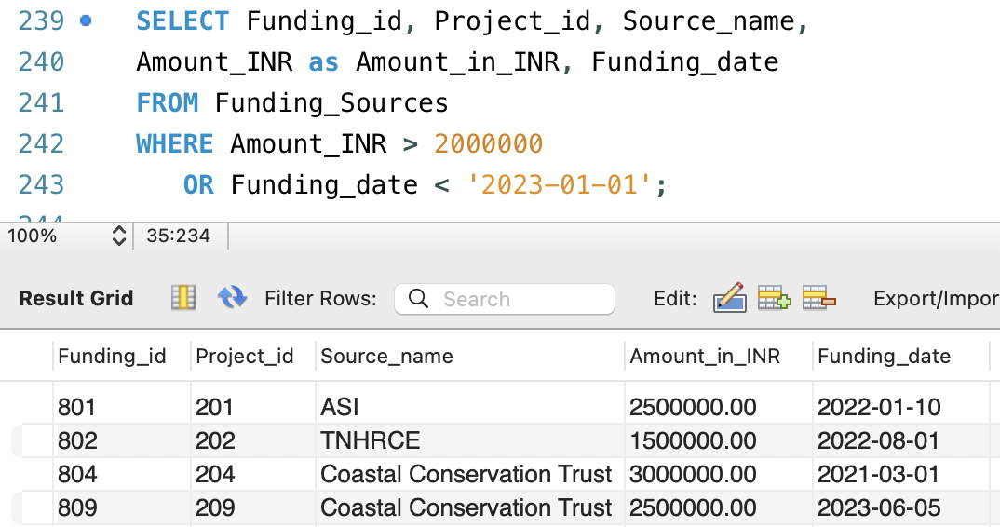 239 SELECT Funding_id, Project_id, Source_name,
240 Amount_INR as Amount_in_INR, Funding_date
241 FROM Funding_Sources
242 WHERE Amount_INR > 2000000
243 OR Funding_date < '2023-01-01';
244
100% 35:234
Result Grid Filter Rows: Search Edit: Export/Impor
Funding_id Project_id Source_name Amount_in_INR Funding_date
801 201 ASI 2500000.00 2022-01-10
802 202 TNHRCE 1500000.00 2022-08-01
804 204 Coastal Conservation Trust 3000000.00 2021-03-01
809 209 Coastal Conservation Trust 2500000.00 2023-06-05